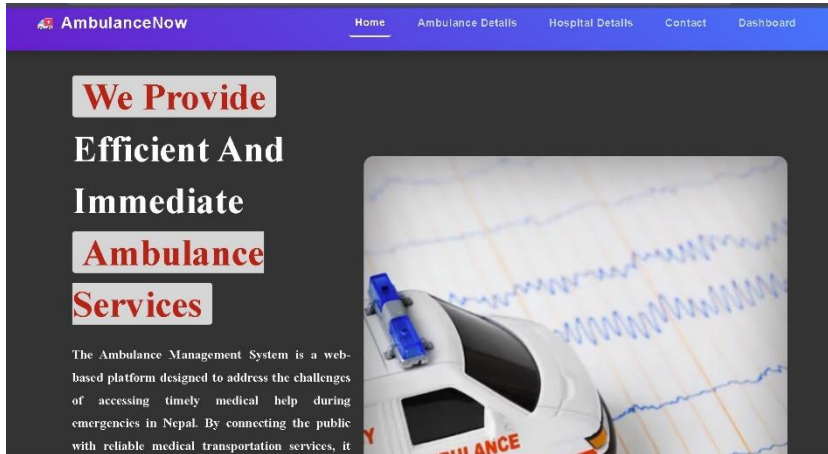 AmbulanceNow
Home
Ambulance Details
Hospital Details
Contact
Dashboard
We Provide
Efficient And
Immediate
Ambulance
Services
The Ambulance Management System is a web-
based platform designed to address the challenges
of accessing timely medical help during
emergencies in Nepal. By connecting the public
with reliable medical transportation services, it